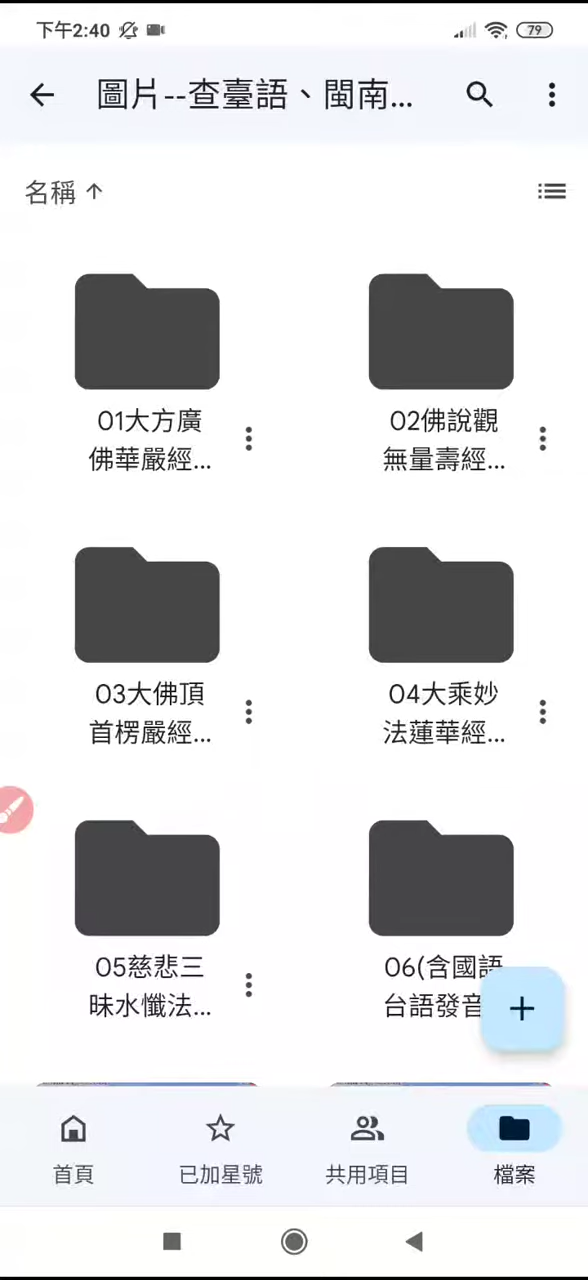 下午2:40
79
圖片--查臺語、閩南...
名稱
01大方廣
佛華嚴經...
02佛說觀
無量壽經...
03大佛頂
首楞嚴經...
04大乘妙
法蓮華經...
05慈悲三
昧水懺法...
06(含國語
台語發音
首頁
已加星號
共用項目
檔案